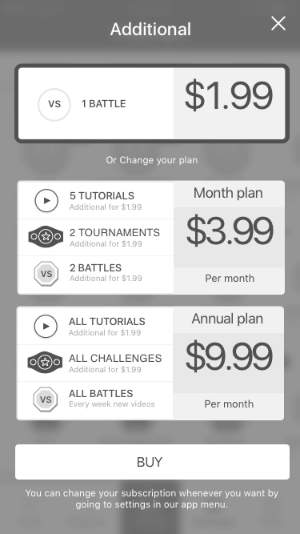 Additional
VS
1 BATTLE
$1.99
Or Change your plan
5 TUTORIALS
Additional for $1.99
2 TOURNAMENTS
Additional for $1.99
VS
2 BATTLES
Additional for $1.99
Month plan
$3.99
Per month
ALL TUTORIALS
Additional for $1.99
ALL CHALLENGES
Additional for $1.99
VS
ALL BATTLES
Every week new videos
Annual plan
$9.99
Per month
BUY
You can change your subscription whenever you want by
going to settings in our app menu.